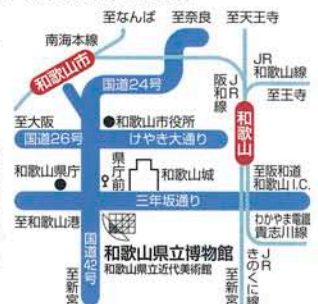 至なんば
至奈良
至天王寺
南海本線
和歌山市
国道24号
阪和線
JR
JR
和歌山線
至王寺
至大阪
和歌山市役所
和歌山
国道26号
けやき大通り
和歌山県庁
県庁前
和歌山城
至阪和道
和歌山I.C.
三年坂通り
至和歌山港
わかやま電鐵
貴志川線
国道42号
和歌山県立博物館
和歌山県立近代美術館
JR
きのくに線
至新宮
至新宮